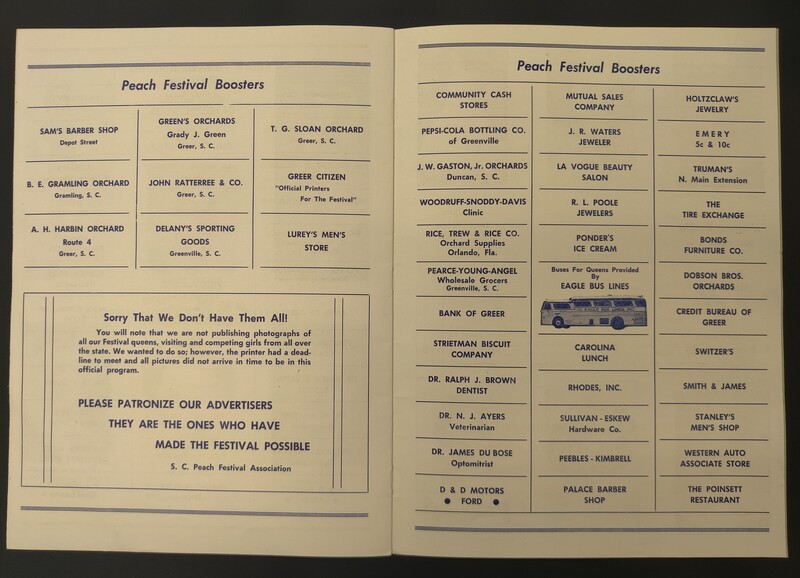 Peach Festival Boosters
SAM'S BARBER SHOP
Depot Street
GREEN'S ORCHARDS
Grady J. Green
Greer, S. C.
T. G. SLOAN ORCHARD
Greer, S. C.
B. E. GRAMLING ORCHARD
Gramling, S. C.
JOHN RATTERREE & CO.
Greer, S. C.
GREER CITIZEN
"Official Printers
For The Festival"
A. H. HARBIN ORCHARD
Route 4
Greer, S. C.
DELANY'S SPORTING
GOODS
Greenville, S. C.
LUREY'S MEN'S
STORE
Sorry That We Don't Have Them All!
You will note that we are not publishing photographs of
all our Festival queens, visiting and competing girls from all over
the state. We wanted to do so; however, the printer had a dead-
line to meet and all pictures did not arrive in time to be in this
official program.
PLEASE PATRONIZE OUR ADVERTISERS
THEY ARE THE ONES WHO HAVE
MADE THE FESTIVAL POSSIBLE
S. C. Peach Festival Association
Peach Festival Boosters
COMMUNITY CASH
STORES
PEPSI-COLA BOTTLING CO.
of Greenville
J. W. GASTON, Jr. ORCHARDS
Duncan, S. C.
WOODRUFF-SNODDY-DAVIS
Clinic
RICE, TREW & RICE CO.
Orchard Supplies
Orlando, Fla.
PEARCE-YOUNG-ANGEL
Wholesale Grocers
Greenville, S. C.
BANK OF GREER
STRIETMAN BISCUIT
COMPANY
DR. RALPH J. BROWN
DENTIST
DR. N. J. AYERS
Veterinarian
DR. JAMES DU BOSE
Optomitrist
D & D MOTORS
● FORD ●
MUTUAL SALES
COMPANY
J. R. WATERS
JEWELER
LA VOGUE BEAUTY
SALON
R. L. POOLE
JEWELERS
PONDER'S
ICE CREAM
Buses For Queens Provided
By
EAGLE BUS LINES
EAGLE BUS LINES, INC.
CAROLINA
LUNCH
RHODES, INC.
SULLIVAN - ESKEW
Hardware Co.
PEEBLES - KIMBRELL
PALACE BARBER
SHOP
HOLTZCLAW'S
JEWELRY
EMERY
5c & 10c
TRUMAN'S
N. Main Extension
THE
TIRE EXCHANGE
BONDS
FURNITURE CO.
DOBSON BROS.
ORCHARDS
CREDIT BUREAU OF
GREER
SWITZER'S
SMITH & JAMES
STANLEY'S
MEN'S SHOP
WESTERN AUTO
ASSOCIATE STORE
THE POINSETT
RESTAURANT